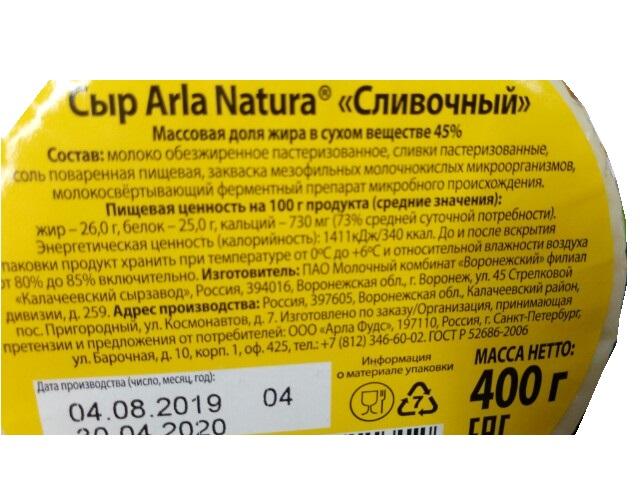 Сыр Arla Natura® «Сливочный»
Массовая доля жира в сухом веществе 45%
Состав: молоко обезжиренное пастеризованное, сливки пастеризованные,
соль поваренная пищевая, закваска мезофильных молочнокислых микроорганизмов,
молокосвёртывающий ферментный препарат микробного происхождения.
Пищевая ценность на 100 г продукта (средние значения):
жир – 26,0 г, белок – 25,0 г, кальций – 730 мг (73% средней суточной потребности).
Энергетическая ценность (калорийность): 1411кДж/340 ккал. До и после вскрытия
паковки продукт хранить при температуре от 0ºС до +6ºС и относительной влажности воздуха
от 80% до 85% включительно. Изготовитель: ПАО Молочный комбинат «Воронежский» филиал
«Калачеевский сырзавод», Россия, 394016, Воронежская обл., г. Воронеж, ул. 45 Стрелковой
дивизии, д. 259. Адрес производства: Россия, 397605, Воронежская обл., Калачеевский район,
пос. Пригородный, ул. Космонавтов, д. 7. Изготовлено по заказу/Организация, принимающая
претензии и предложения от потребителей: ООО «Арла Фудс», 197110, Россия, г. Санкт-Петербург,
ул. Барочная, д. 10, корп. 1, оф. 425, тел.: +7 (812) 346-60-02. ГОСТ Р 52686-2006
Дата производства (число, месяц, год):
04.08.2019 04
30.04.2020
Информация
о материале упаковки
7
МАССА НЕТТО:
400 г
EAC